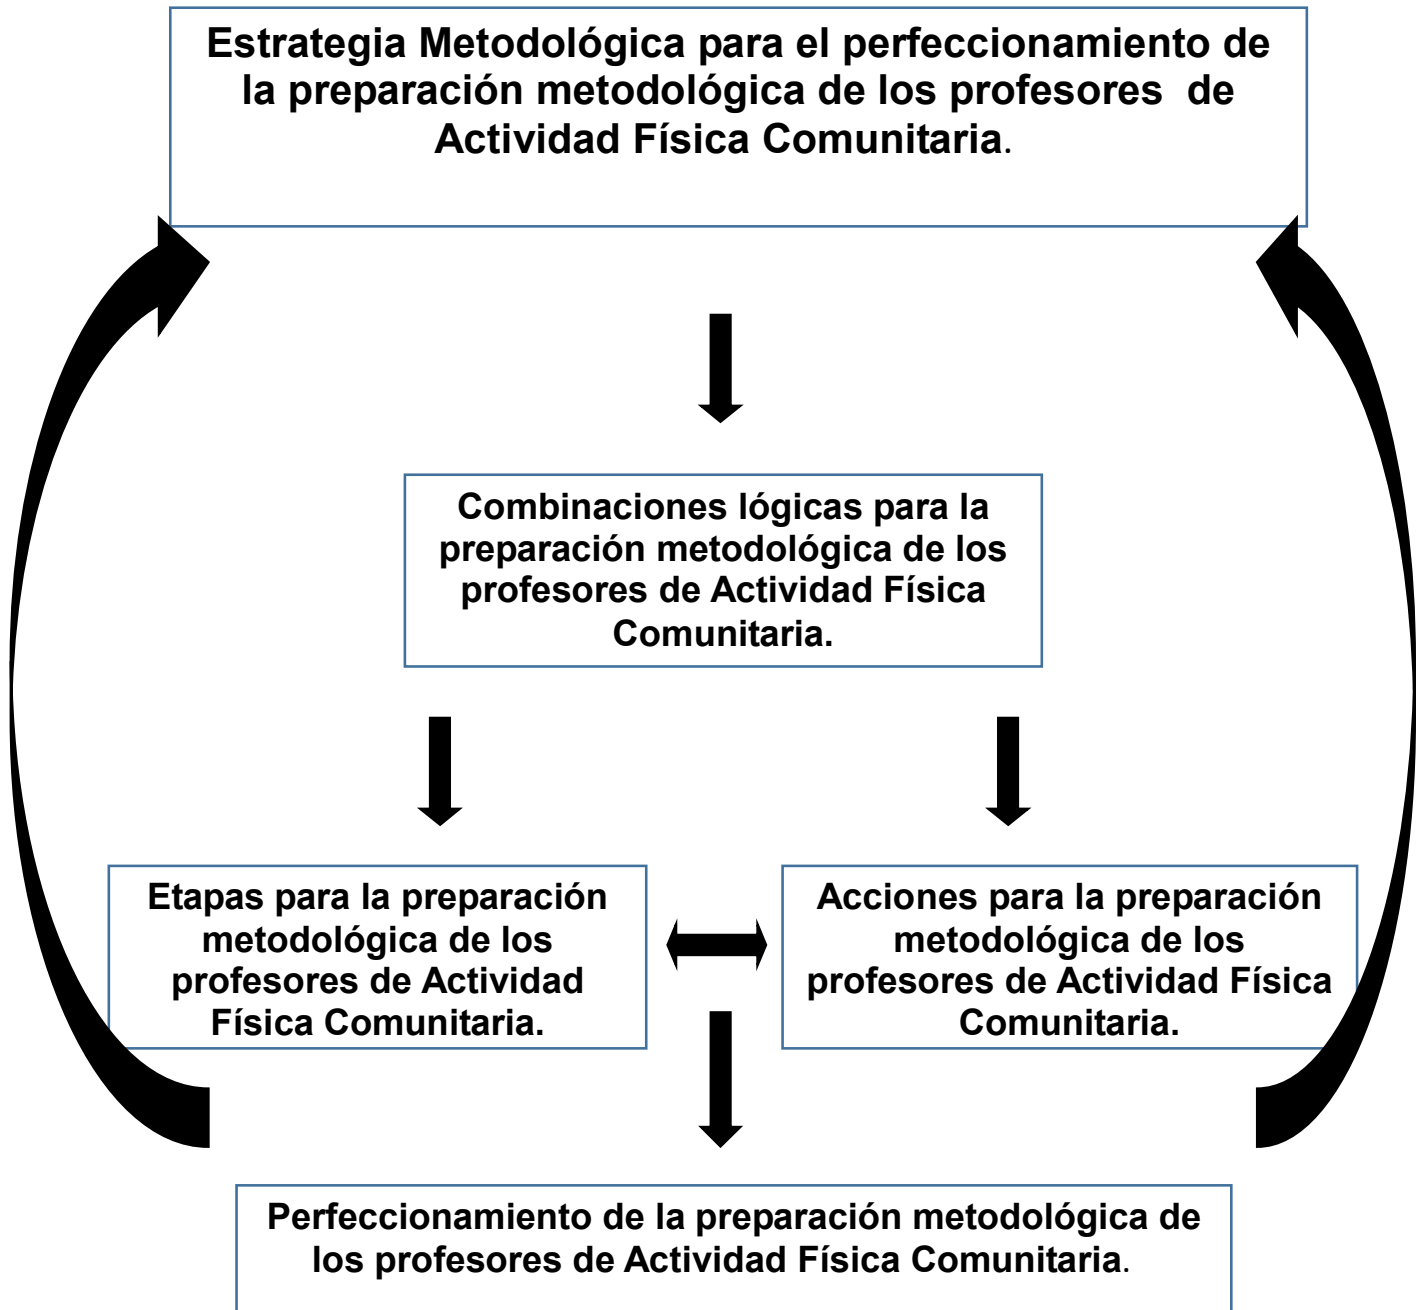 Estrategia Metodológica para el perfeccionamiento de
la preparación metodológica de los profesores  de
Actividad Física Comunitaria.
Combinaciones lógicas para la
preparación metodológica de los
profesores de Actividad Física
Comunitaria.
Etapas para la preparación
metodológica de los
profesores de Actividad
Física Comunitaria.
Acciones para la preparación
metodológica de los
profesores de Actividad Física
Comunitaria.
Perfeccionamiento de la preparación metodológica de
los profesores de Actividad Física Comunitaria.